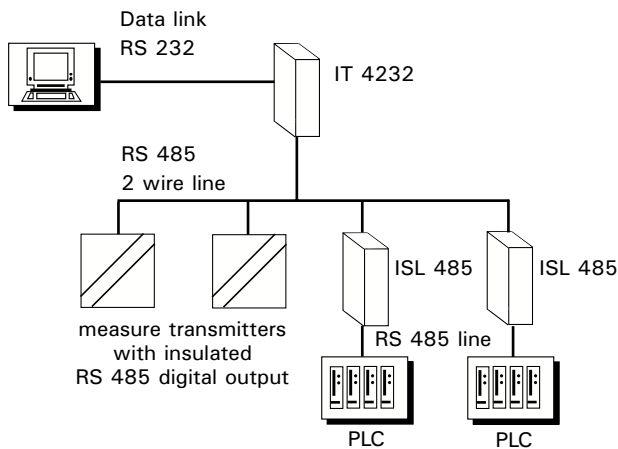 Data link
RS 232
IT 4232
RS 485
2 wire line
ISL 485
ISL 485
measure transmitters
with insulated
RS 485 digital output
RS 485 line
PLC
PLC